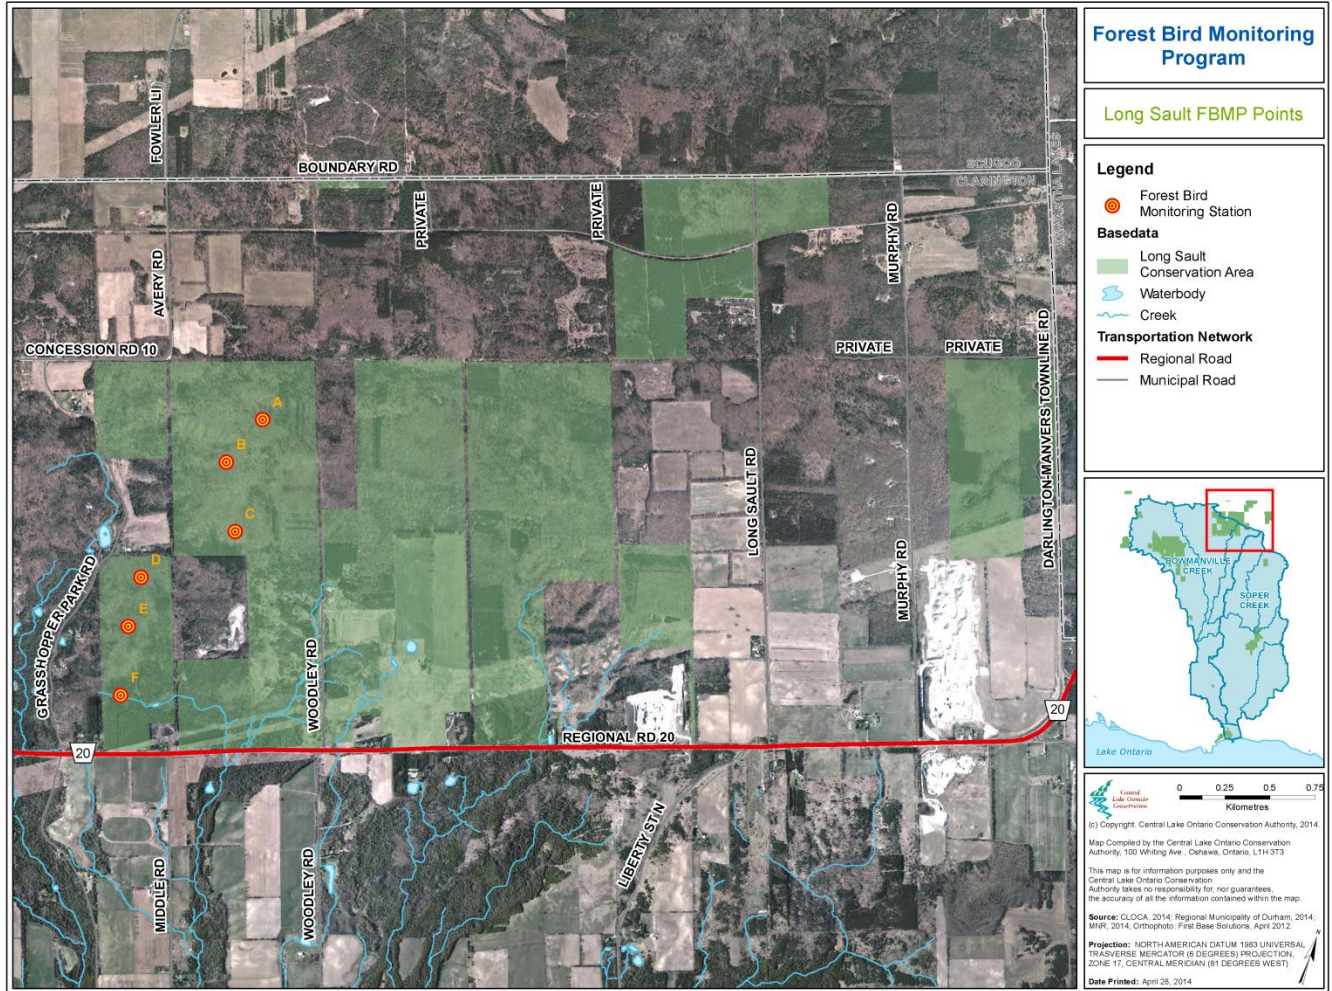 Forest Bird Monitoring
Program
Long Sault FBMP Points
Legend
Forest Bird
Monitoring Station
Basedata
Long Sault
Conservation Area
Waterbody
Creek
Transportation Network
Regional Road
Municipal Road
FOWLER LI
BOUNDARY RD
SCUGOG
CLARINGTON
KAWARTHA LAKES
PRIVATE
PRIVATE
MURPHY RD
AVERY RD
CONCESSION RD 10
PRIVATE
PRIVATE
DARLINGTON-MANVERS TOWNLINE RD
A
B
C
D
E
F
GRASSHOPPER PARK RD
WOODLEY RD
LONG SAULT RD
MURPHY RD
20
REGIONAL RD 20
20
MIDDLE RD
WOODLEY RD
LIBERTY ST N
BOWMANVILLE
CREEK
SOPER
CREEK
Lake Ontario
Central
Lake Ontario
Conservation
0 0.25 0.5 0.75
Kilometres
(c) Copyright. Central Lake Ontario Conservation Authority, 2014.
Map Compiled by the Central Lake Ontario Conservation
Authority, 100 Whiting Ave., Oshawa, Ontario, L1H 3T3
This map is for information purposes only and the
Central Lake Ontario Conservation
Authority takes no responsibility for, nor guarantees,
the accuracy of all the information contained within the map.
Source: CLOCA, 2014; Regional Municipality of Durham, 2014;
MNR, 2014; Orthophoto: First Base Solutions, April 2012.
Projection: NORTH AMERICAN DATUM 1983 UNIVERSAL
TRASVERSE MERCATOR (6 DEGREES) PROJECTION,
ZONE 17, CENTRAL MERIDIAN (81 DEGREES WEST)
N
Date Printed: April 28, 2014